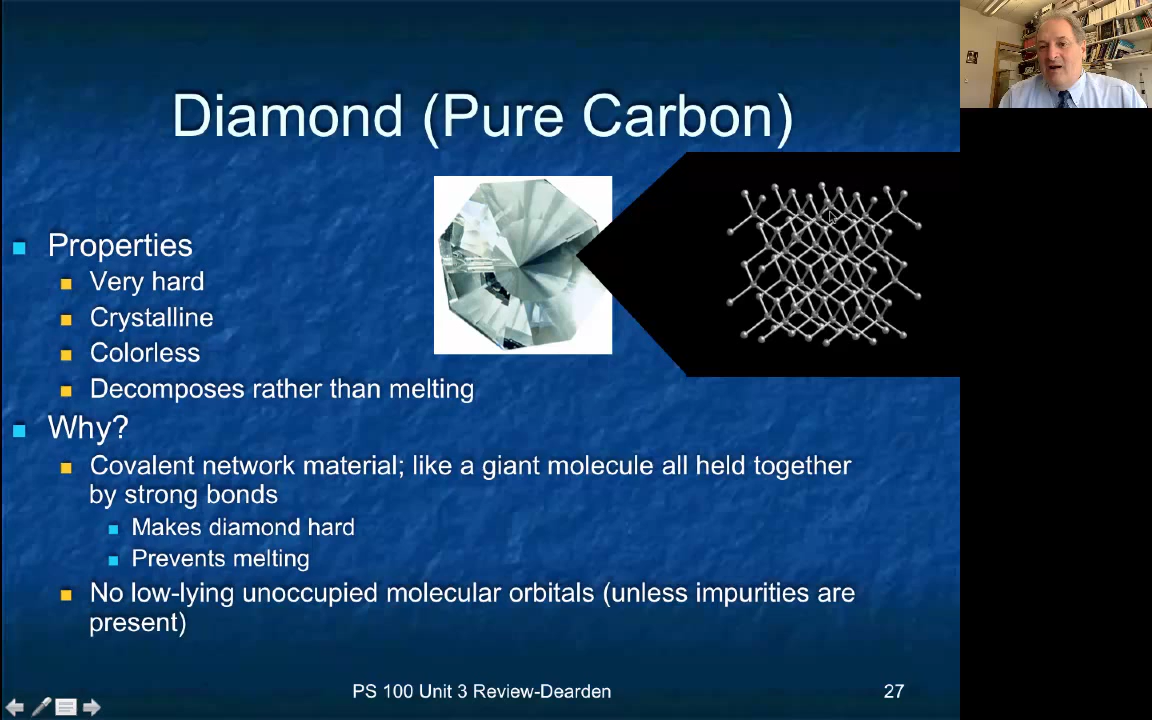 Diamond (Pure Carbon)
Properties
Very hard
Crystalline
Colorless
Decomposes rather than melting
Why?
Covalent network material; like a giant molecule all held together
by strong bonds
Makes diamond hard
Prevents melting
No low-lying unoccupied molecular orbitals (unless impurities are
present)
PS 100 Unit 3 Review-Dearden
27